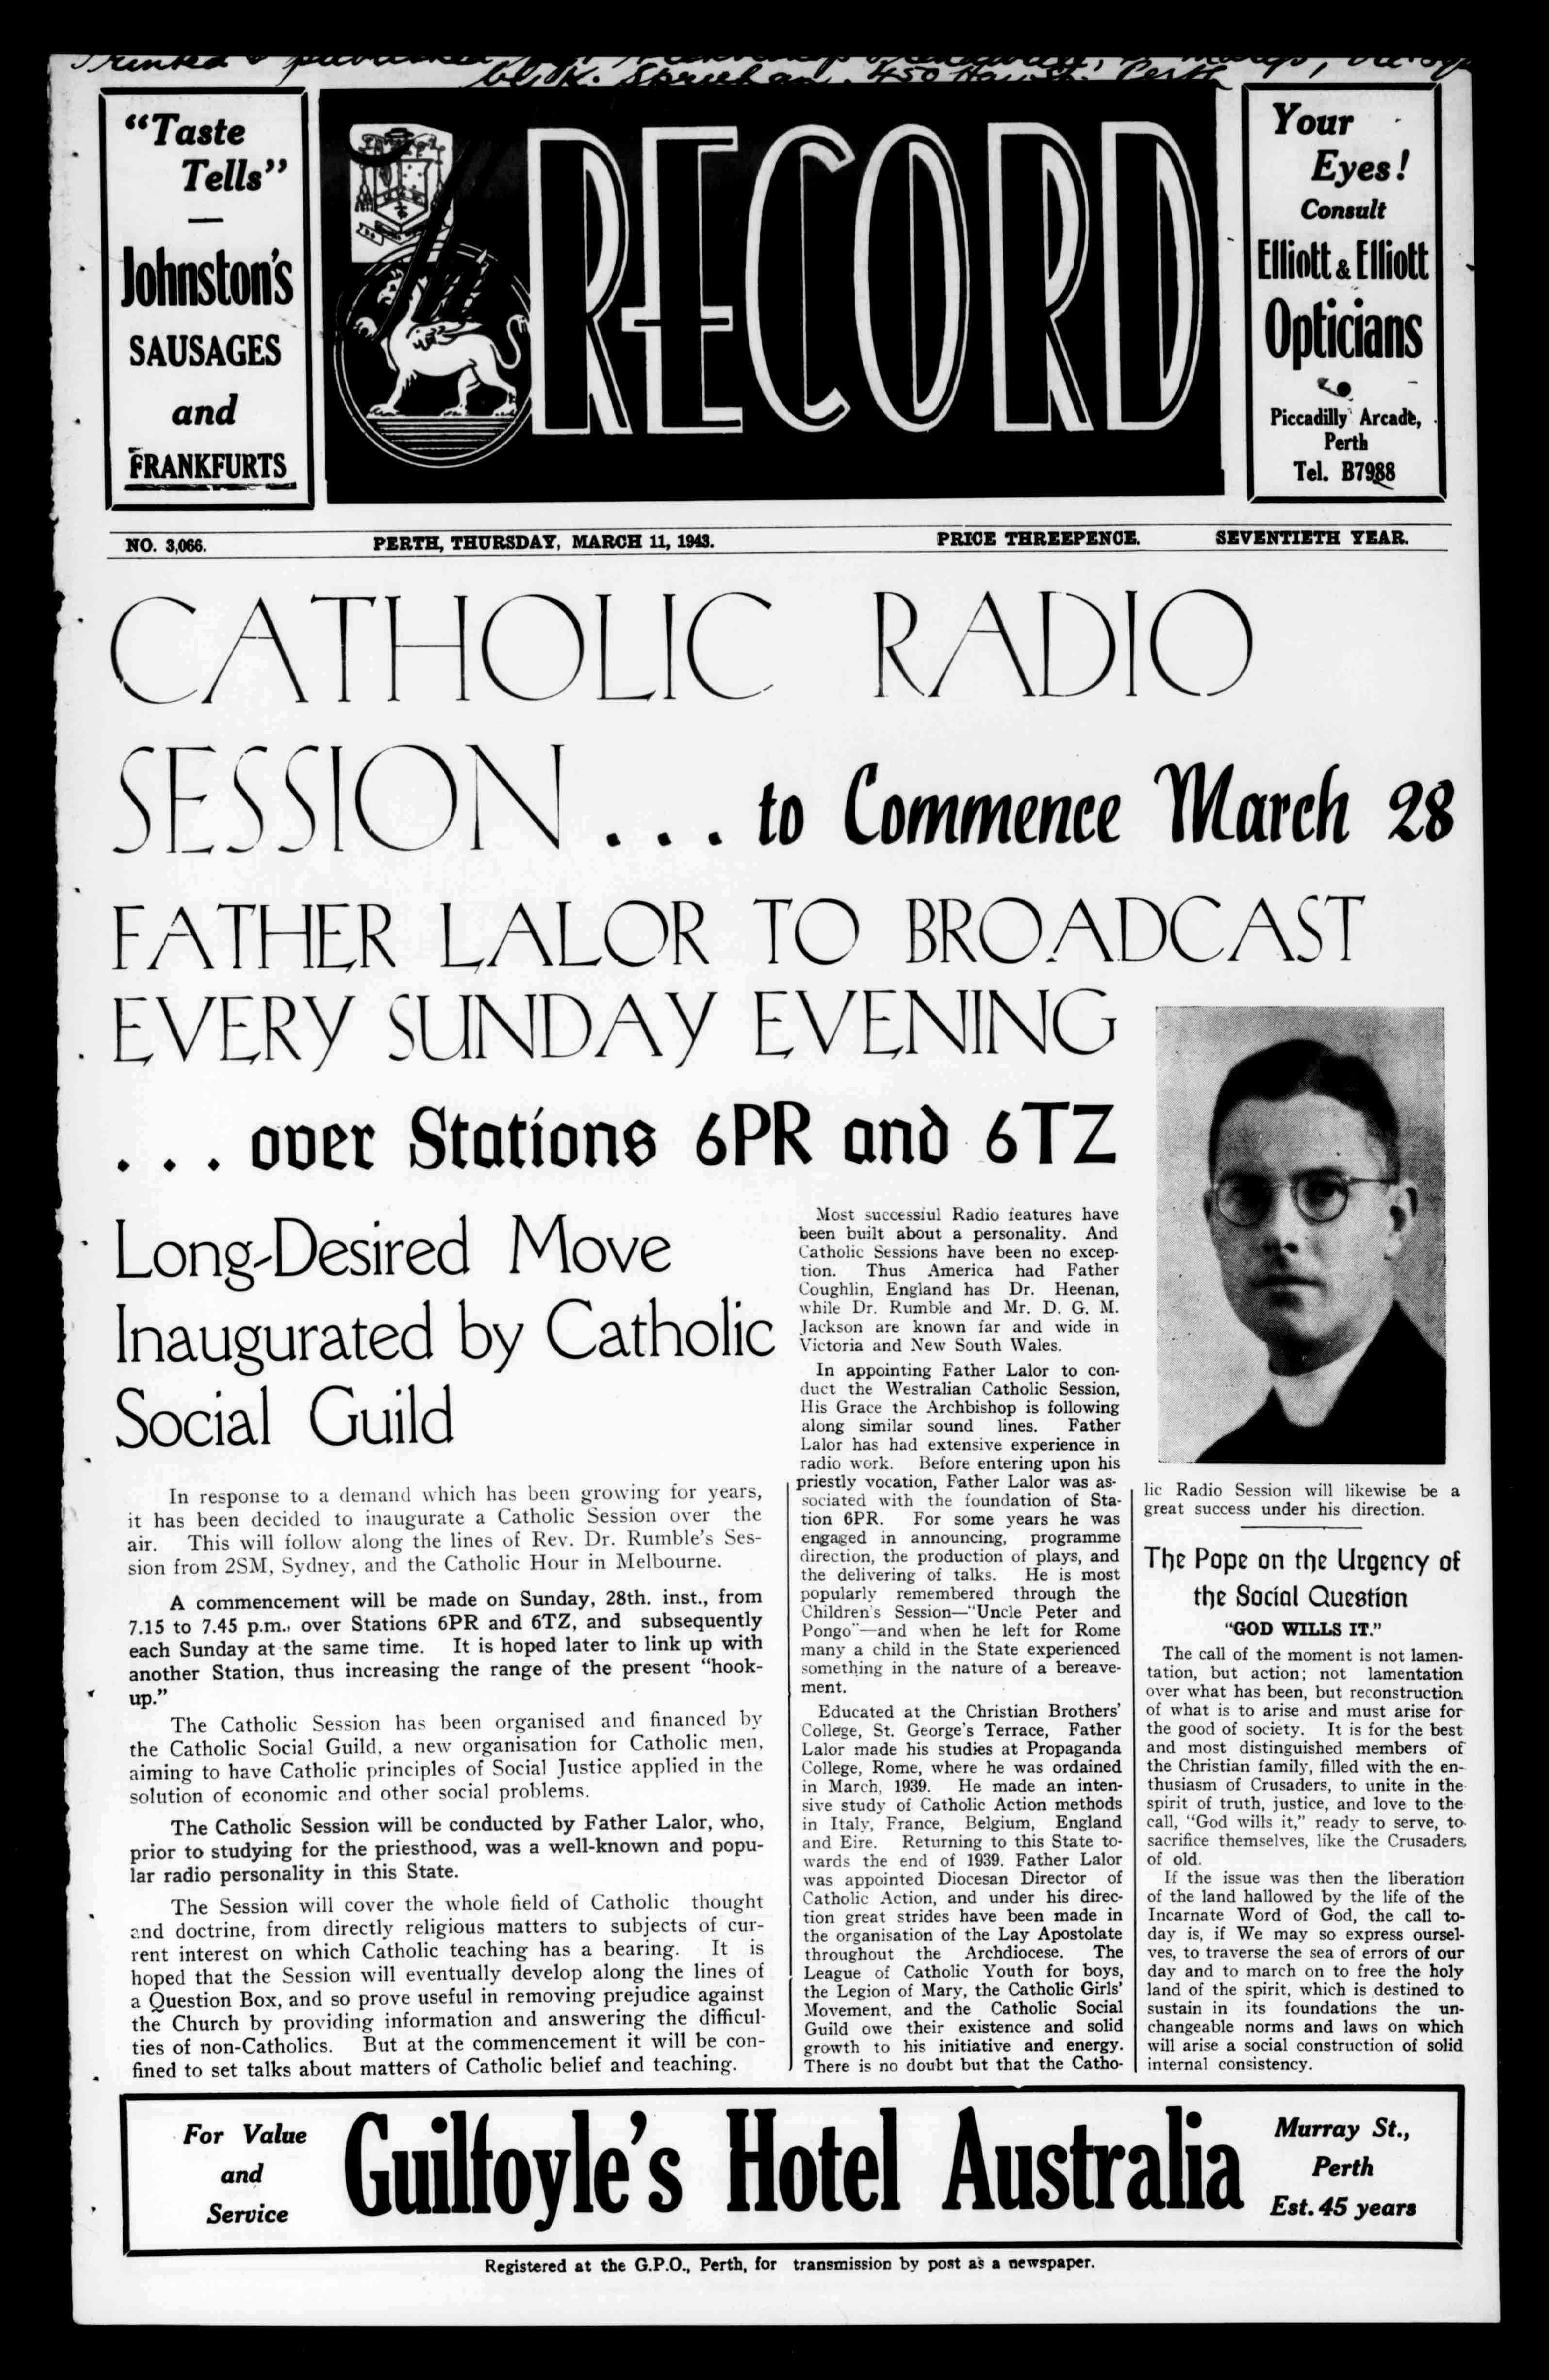 Printed & published
by K. Spruhan. 450 Hay St. Perth
"Taste
Tells"
Johnston's
SAUSAGES
and
FRANKFURTS
RECORD
Your
Eyes!
Consult
Elliott & Elliott
Opticians
Piccadilly Arcade,
Perth
Tel. B7988
NO. 3,066.
PERTH, THURSDAY, MARCH 11, 1943.
PRICE THREEPENCE.
SEVENTIETH YEAR.
CATHOLIC RADIO
SESSION . . . to Commence March 28
FATHER LALOR TO BROADCAST
EVERY SUNDAY EVENING
. . . over Stations 6PR and 6TZ
Long-Desired Move
Inaugurated by Catholic
Social Guild
In response to a demand which has been growing for years,
it has been decided to inaugurate a Catholic Session over the
air. This will follow along the lines of Rev. Dr. Rumble's Ses-
sion from 2SM, Sydney, and the Catholic Hour in Melbourne.
A commencement will be made on Sunday, 28th. inst., from
7.15 to 7.45 p.m., over Stations 6PR and 6TZ, and subsequently
each Sunday at the same time. It is hoped later to link up with
another Station, thus increasing the range of the present "hook-
up."
The Catholic Session has been organised and financed by
the Catholic Social Guild, a new organisation for Catholic men,
aiming to have Catholic principles of Social Justice applied in the
solution of economic and other social problems.
The Catholic Session will be conducted by Father Lalor, who,
prior to studying for the priesthood, was a well-known and popu-
lar radio personality in this State.
The Session will cover the whole field of Catholic thought
and doctrine, from directly religious matters to subjects of cur-
rent interest on which Catholic teaching has a bearing. It is
hoped that the Session will eventually develop along the lines of
a Question Box, and so prove useful in removing prejudice against
the Church by providing information and answering the difficul-
ties of non-Catholics. But at the commencement it will be con-
fined to set talks about matters of Catholic belief and teaching.
Most successful Radio features have
been built about a personality. And
Catholic Sessions have been no excep-
tion. Thus America had Father
Coughlin, England has Dr. Heenan,
while Dr. Rumble and Mr. D. G. M.
Jackson are known far and wide in
Victoria and New South Wales.
In appointing Father Lalor to con-
duct the Westralian Catholic Session,
His Grace the Archbishop is following
along similar sound lines. Father
Lalor has had extensive experience in
radio work. Before entering upon his
priestly vocation, Father Lalor was as-
sociated with the foundation of Sta-
tion 6PR. For some years he was
engaged in announcing, programme
direction, the production of plays, and
the delivering of talks. He is most
popularly remembered through the
Children's Session—"Uncle Peter and
Pongo"—and when he left for Rome
many a child in the State experienced
something in the nature of a bereave-
ment.
Educated at the Christian Brothers'
College, St. George's Terrace, Father
Lalor made his studies at Propaganda
College, Rome, where he was ordained
in March, 1939. He made an inten-
sive study of Catholic Action methods
in Italy, France, Belgium, England
and Eire. Returning to this State to-
wards the end of 1939. Father Lalor
was appointed Diocesan Director of
Catholic Action, and under his direc-
tion great strides have been made in
the organisation of the Lay Apostolate
throughout the Archdiocese. The
League of Catholic Youth for boys,
the Legion of Mary, the Catholic Girls'
Movement, and the Catholic Social
Guild owe their existence and solid
growth to his initiative and energy.
There is no doubt but that the Catho-
lic Radio Session will likewise be a
great success under his direction.
The Pope on the Urgency of
the Social Question
"GOD WILLS IT."
The call of the moment is not lamen-
tation, but action; not lamentation
over what has been, but reconstruction
of what is to arise and must arise for
the good of society. It is for the best
and most distinguished members of
the Christian family, filled with the en-
thusiasm of Crusaders, to unite in the
spirit of truth, justice, and love to the
call, "God wills it," ready to serve, to
sacrifice themselves, like the Crusaders,
of old.
If the issue was then the liberation
of the land hallowed by the life of the
Incarnate Word of God, the call to-
day is, if We may so express oursel-
ves, to traverse the sea of errors of our
day and to march on to free the holy
land of the spirit, which is destined to
sustain in its foundations the un-
changeable norms and laws on which
will arise a social construction of solid
internal consistency.
For Value
and
Service
Guilfoyle's Hotel Australia
Murray St.,
Perth
Est. 45 years
Registered at the G.P.O., Perth, for transmission by post as a newspaper.